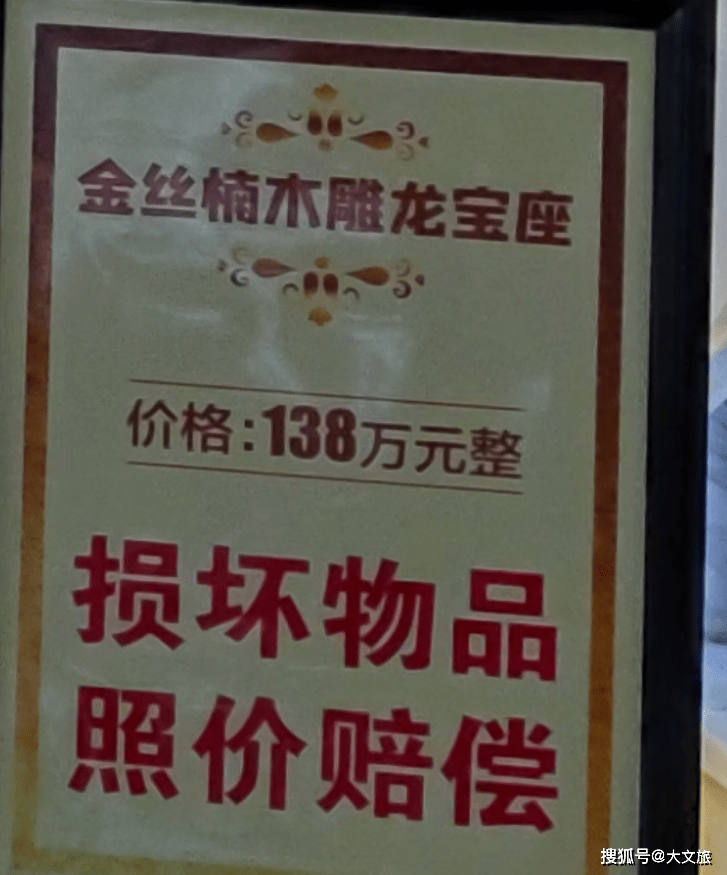 金丝楠木雕龙宝座
价格:138万元整
损坏物品
照价赔偿
搜狐号@大文旅